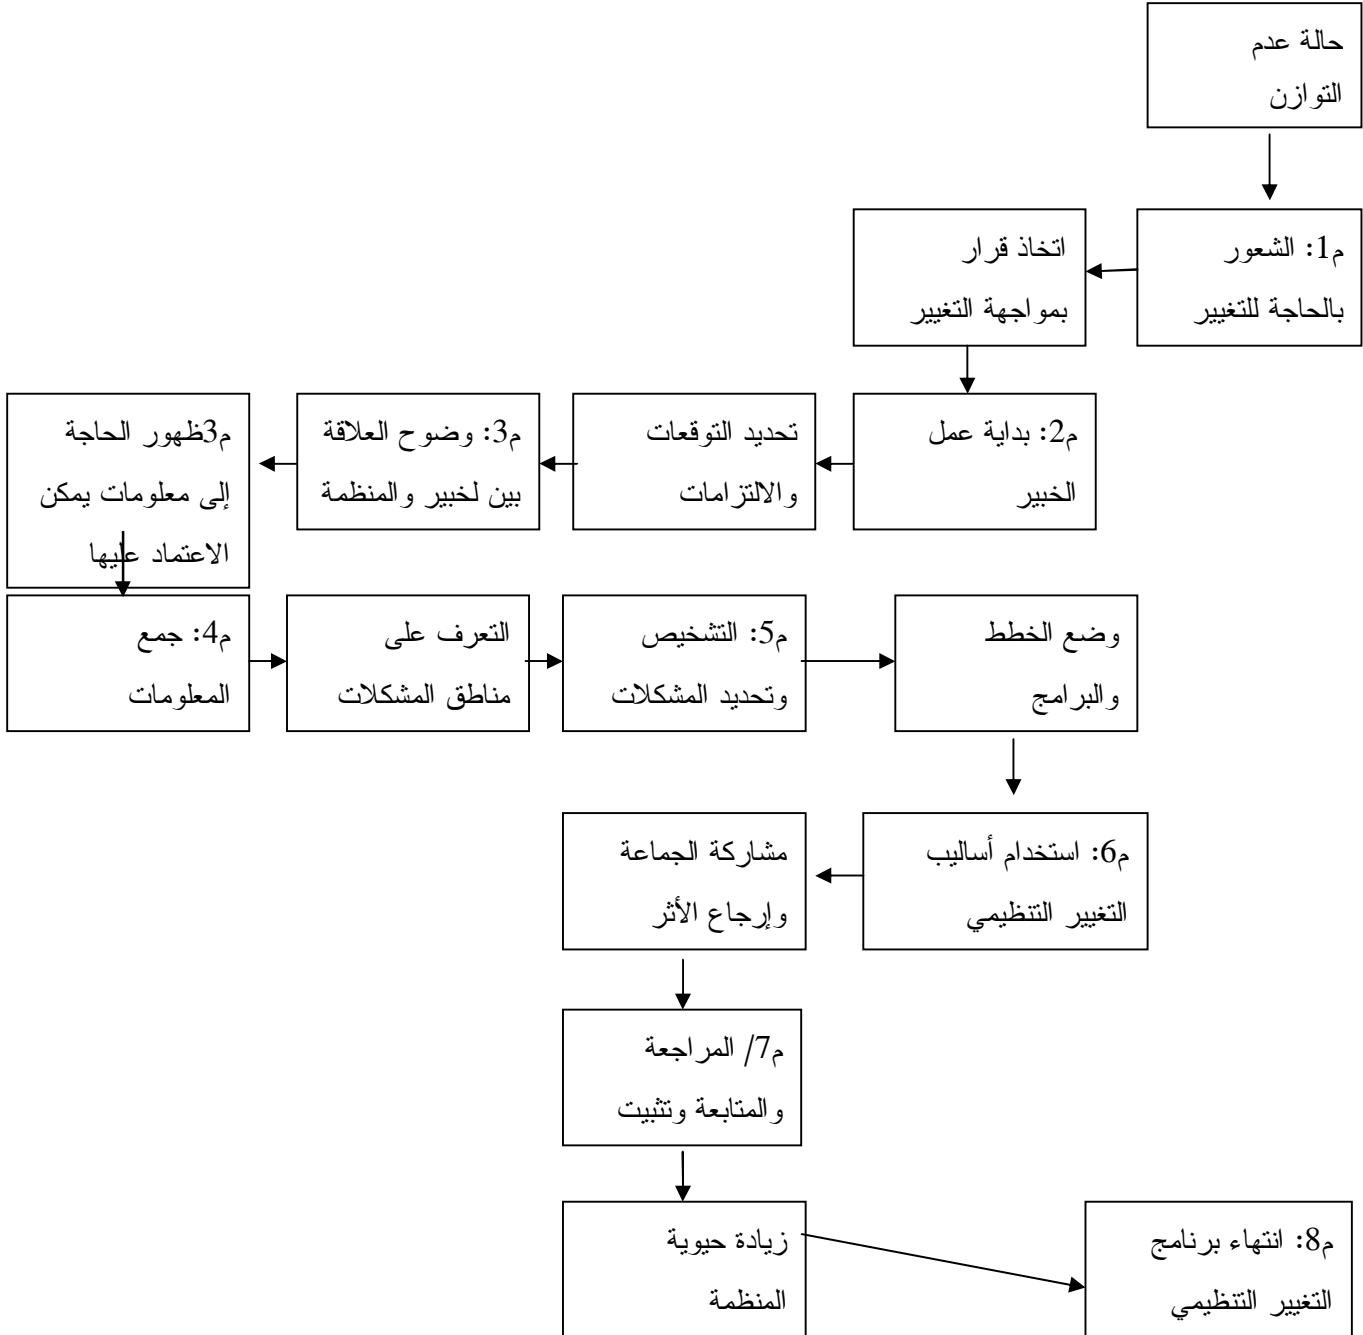 حالة عدم
التوازن
م1: الشعور
بالحاجة للتغيير
اتخاذ قرار
بمواجهة التغيير
م2: بداية عمل
الخبير
تحديد التوقعات
والالتزامات
م3: وضوح العلاقة
بين لخبير والمنظمة
م3ظهور الحاجة
إلى معلومات يمكن
الاعتماد عليها
م4: جمع
المعلومات
التعرف على
مناطق المشكلات
م5: التشخيص
وتحديد المشكلات
وضع الخطط
والبرامج
م6: استخدام أساليب
التغيير التنظيمي
مشاركة الجماعة
وإرجاع الأثر
م7/ المراجعة
والمتابعة وتثبيت
زيادة حيوية
المنظمة
م8: انتهاء برنامج
التغيير التنظيمي